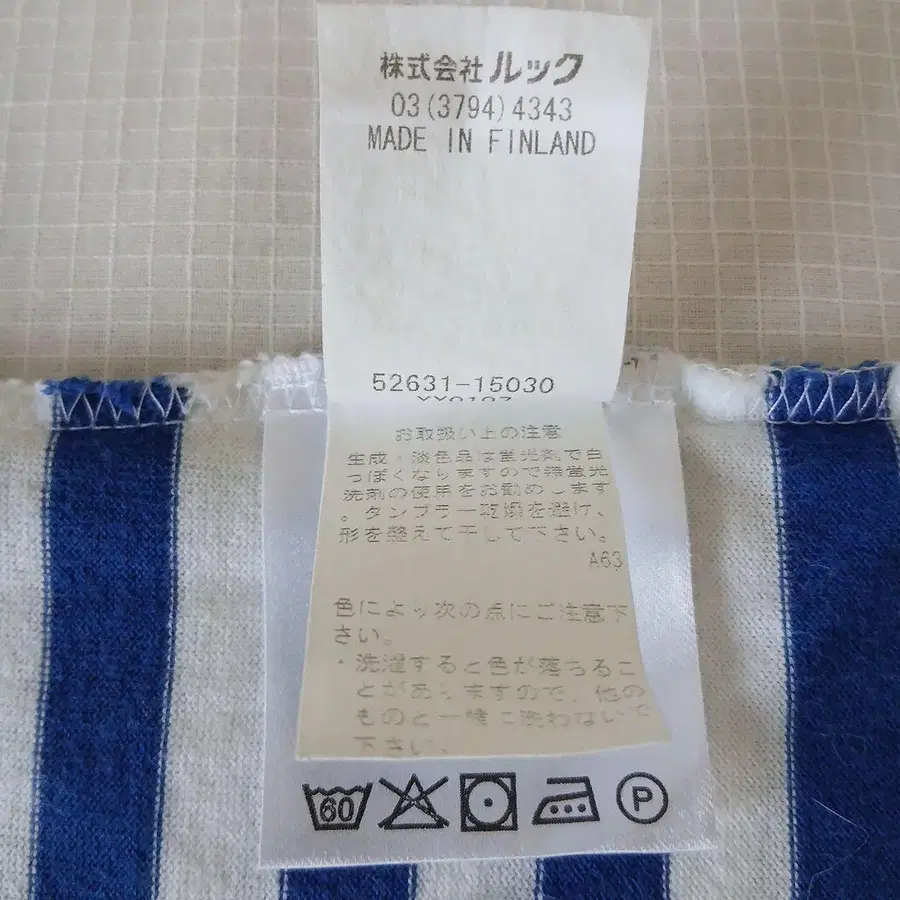 株式会社 ルック
03(3794)4343
MADE IN FINLAND
52631-15030
お取扱い上の注意
生成・淡色品は蛍光剤で白
っぽくなりますので無蛍光
洗剤の使用をお勧めします
。タンブラー乾燥を避け、
形を整えて干して下さい。
A63
色により次の点にご注意下
さい。
・洗濯すると色が落ちるこ
とがありますので、他の
ものと一緒に洗わないで
下さい。
60
P